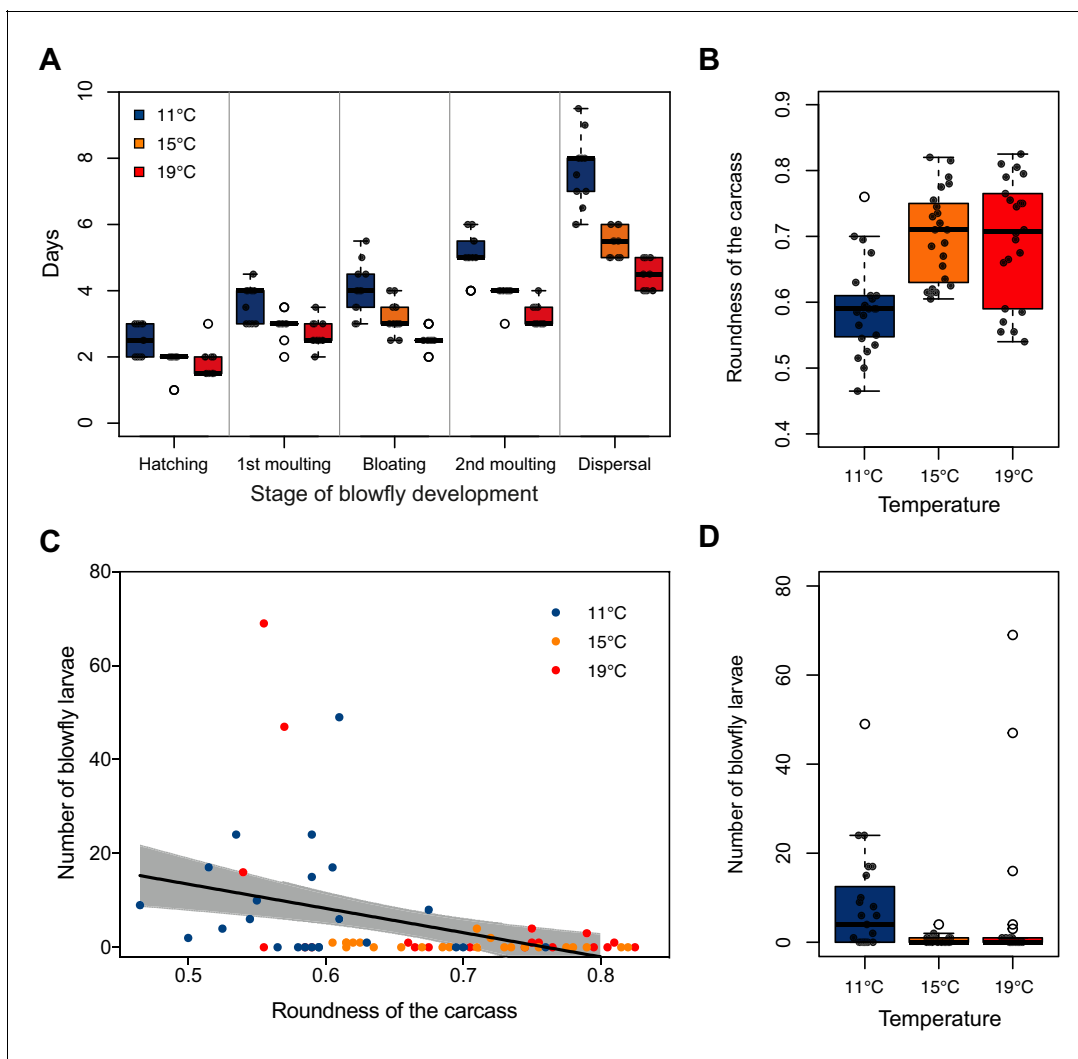 A
10
8
6
4
2
0
Days
11°C
15°C
19°C
Hatching 1st moulting Bloating 2nd moulting Dispersal
Stage of blowfly development
B
0.9
0.8
0.7
0.6
0.5
0.4
Roundness of the carcass
11°C 15°C 19°C
Temperature
C
80
60
40
20
0
Number of blowfly larvae
11°C
15°C
19°C
0.5 0.6 0.7 0.8
Roundness of the carcass
D
80
60
40
20
0
Number of blowfly larvae
11°C 15°C 19°C
Temperature